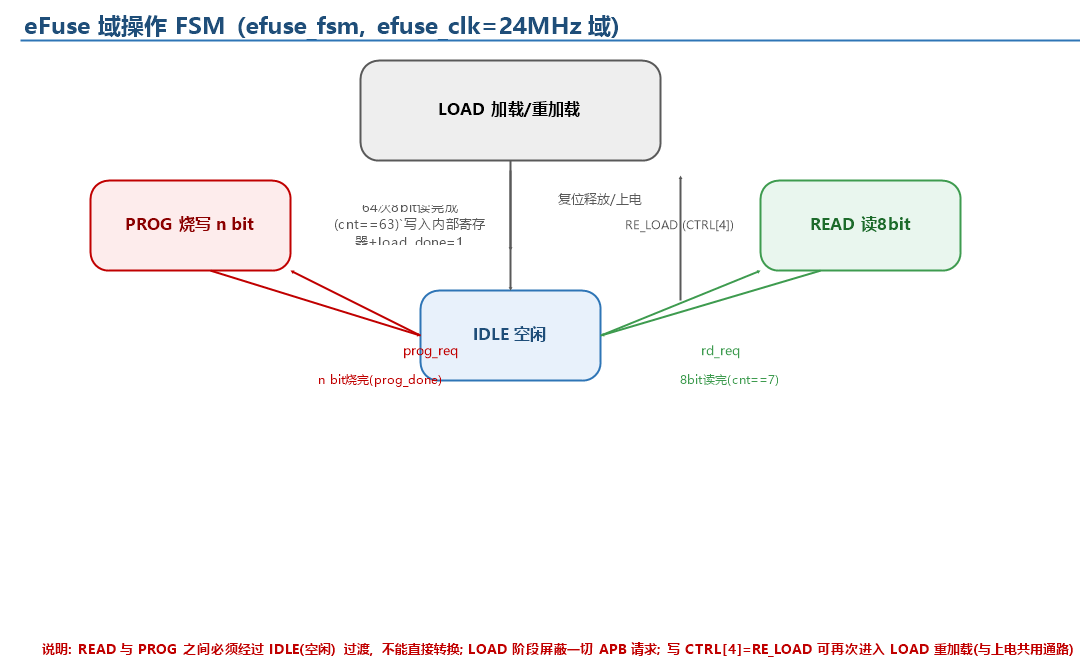 eFuse 域操作 FSM (efuse_fsm, efuse_clk=24MHz 域)
LOAD 加载/重加载
PROG 烧写 n bit
64次8bit读完成
(cnt==63)`写入内部寄存
器+load_done=1
复位释放/上电
RE_LOAD (CTRL[4])
READ 读8bit
IDLE 空闲
prog_req
n bit烧完(prog_done)
rd_req
8bit读完(cnt==7)
说明: READ 与 PROG 之间必须经过 IDLE(空闲) 过渡, 不能直接转换; LOAD 阶段屏蔽一切 APB 请求; 写 CTRL[4]=RE_LOAD 可再次进入 LOAD 重加载(与上电共用通路)